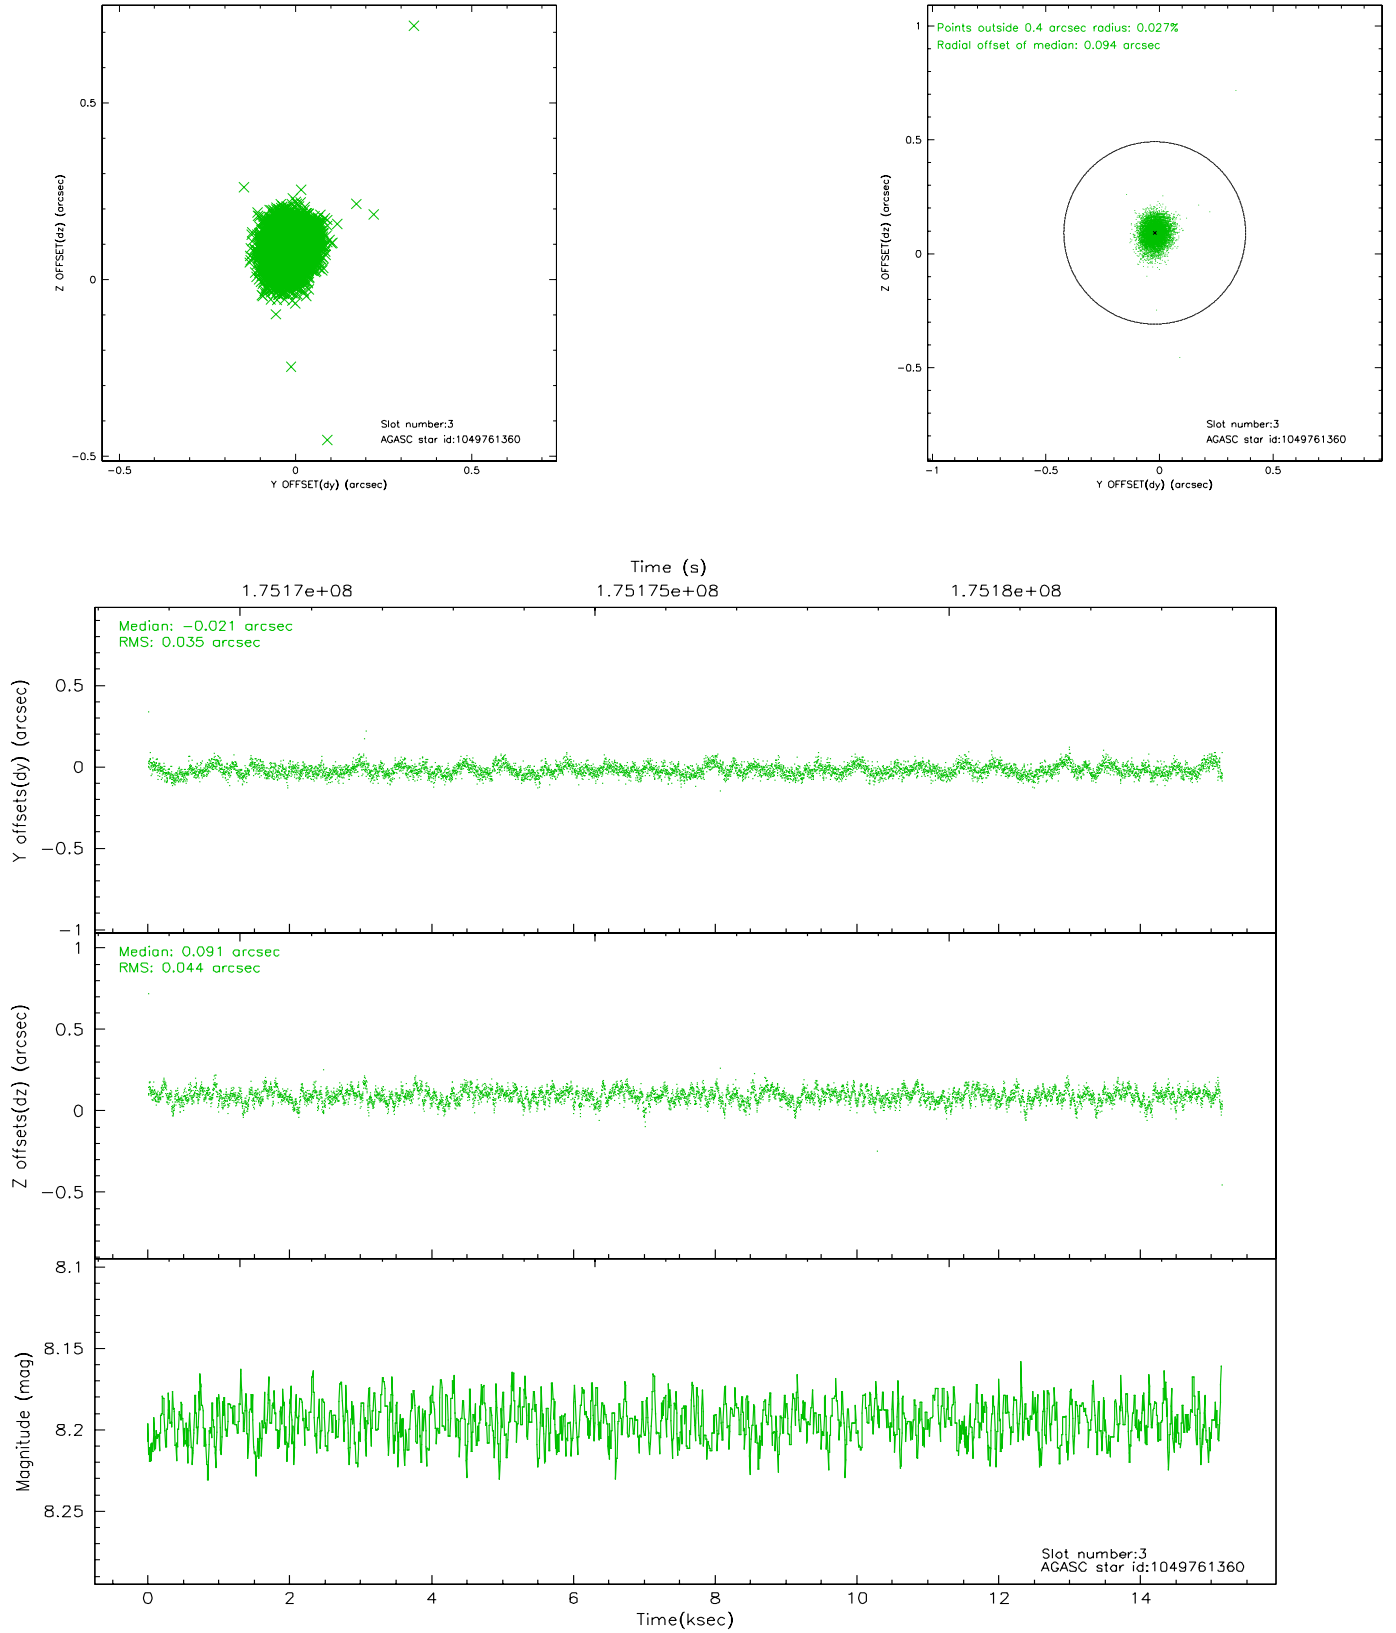 0.5
0
-0.5
Z OFFSET(dz) (arcsec)
Slot number:3
AGASC star id:1049761360
-0.5
0
0.5
Y OFFSET(dy) (arcsec)
Points outside 0.4 arcsec radius: 0.027%
Radial offset of median: 0.094 arcsec
1
0.5
0
-0.5
Z OFFSET(dz) (arcsec)
Slot number:3
AGASC star id:1049761360
-1
-0.5
0
0.5
Y OFFSET(dy) (arcsec)
Time (s)
1.7517e+08
1.75175e+08
1.7518e+08
Median: -0.021 arcsec
RMS: 0.035 arcsec
0.5
0
-0.5
-1
Y offsets(dy) (arcsec)
Median: 0.091 arcsec
RMS: 0.044 arcsec
1
0.5
0
-0.5
Z offsets(dz) (arcsec)
8.1
8.15
8.2
8.25
Magnitude (mag)
Slot number:3
AGASC star id:1049761360
0
2
4
6
8
10
12
14
Time(ksec)